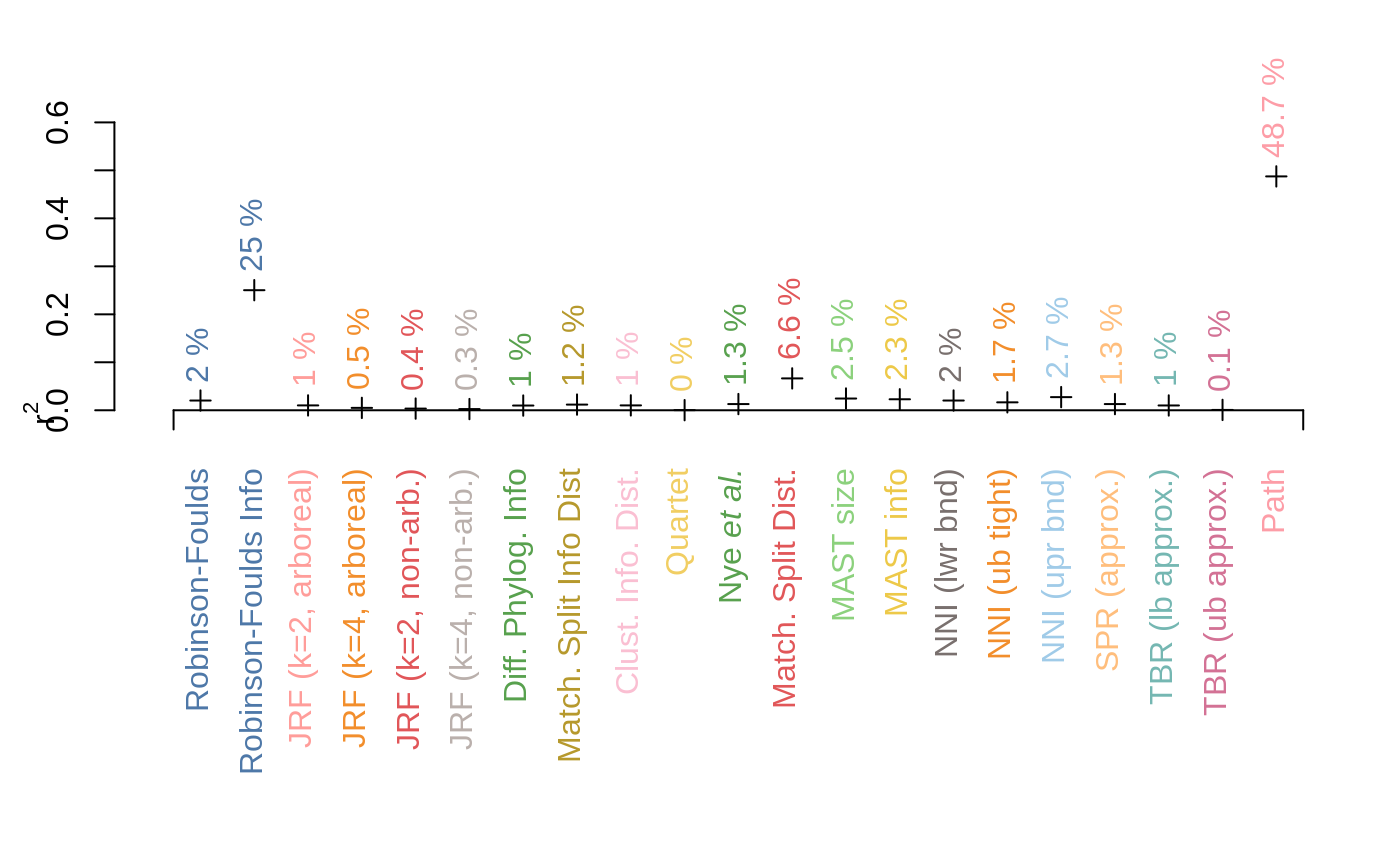 r²
0.0
0.2
0.4
0.6
2 %
25 %
1 %
0.5 %
0.4 %
0.3 %
1 %
1.2 %
1 %
0 %
1.3 %
6.6 %
2.5 %
2.3 %
2 %
1.7 %
2.7 %
1.3 %
1 %
0.1 %
48.7 %
Robinson-Foulds
Robinson-Foulds Info
JRF (k=2, arboreal)
JRF (k=4, arboreal)
JRF (k=2, non-arb.)
JRF (k=4, non-arb.)
Diff. Phylog. Info
Match. Split Info Dist
Clust. Info. Dist.
Quartet
Nye et al.
Match. Split Dist.
MAST size
MAST info
NNI (lwr bnd)
NNI (ub tight)
NNI (upr bnd)
SPR (approx.)
TBR (lb approx.)
TBR (ub approx.)
Path